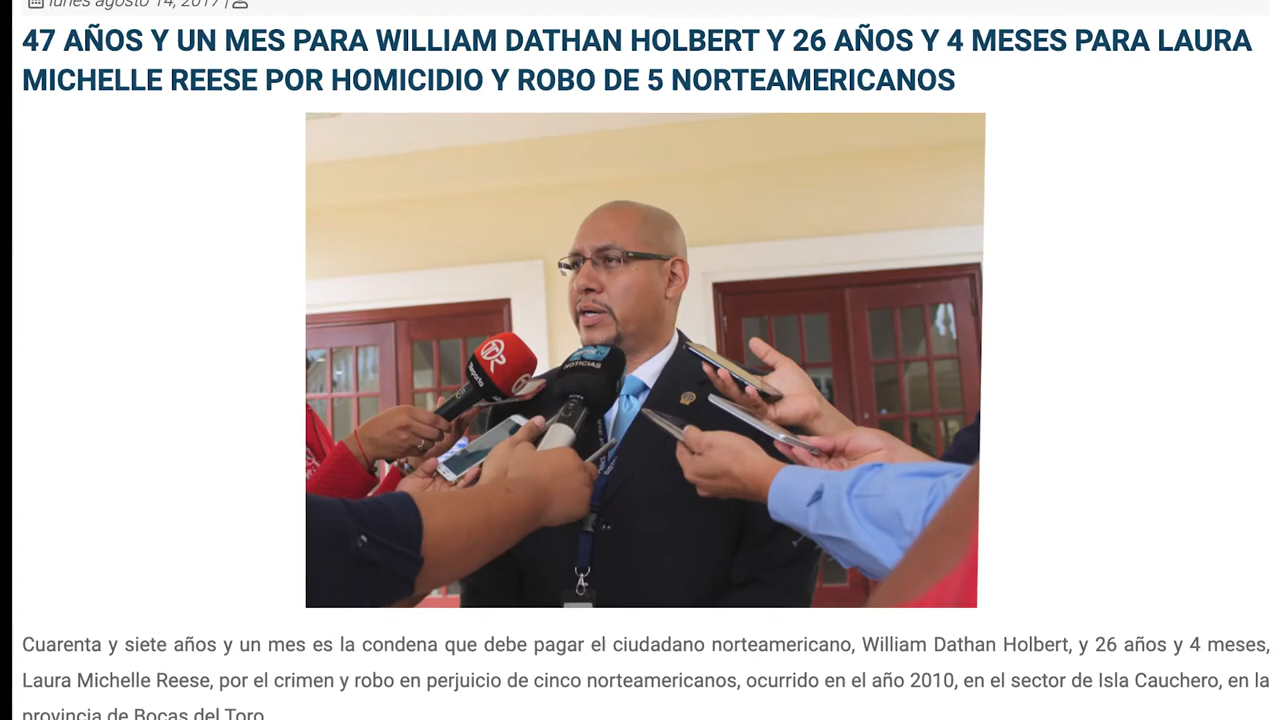 lunes agosto 14, 2017 |
47 AÑOS Y UN MES PARA WILLIAM DATHAN HOLBERT Y 26 AÑOS Y 4 MESES PARA LAURA
MICHELLE REESE POR HOMICIDIO Y ROBO DE 5 NORTEAMERICANOS
TR
Reporta
NOTICIAS
Cuarenta y siete años y un mes es la condena que debe pagar el ciudadano norteamericano, William Dathan Holbert, y 26 años y 4 meses,
Laura Michelle Reese, por el crimen y robo en perjuicio de cinco norteamericanos, ocurrido en el año 2010, en el sector de Isla Cauchero, en la
provincia de Bocas del Toro